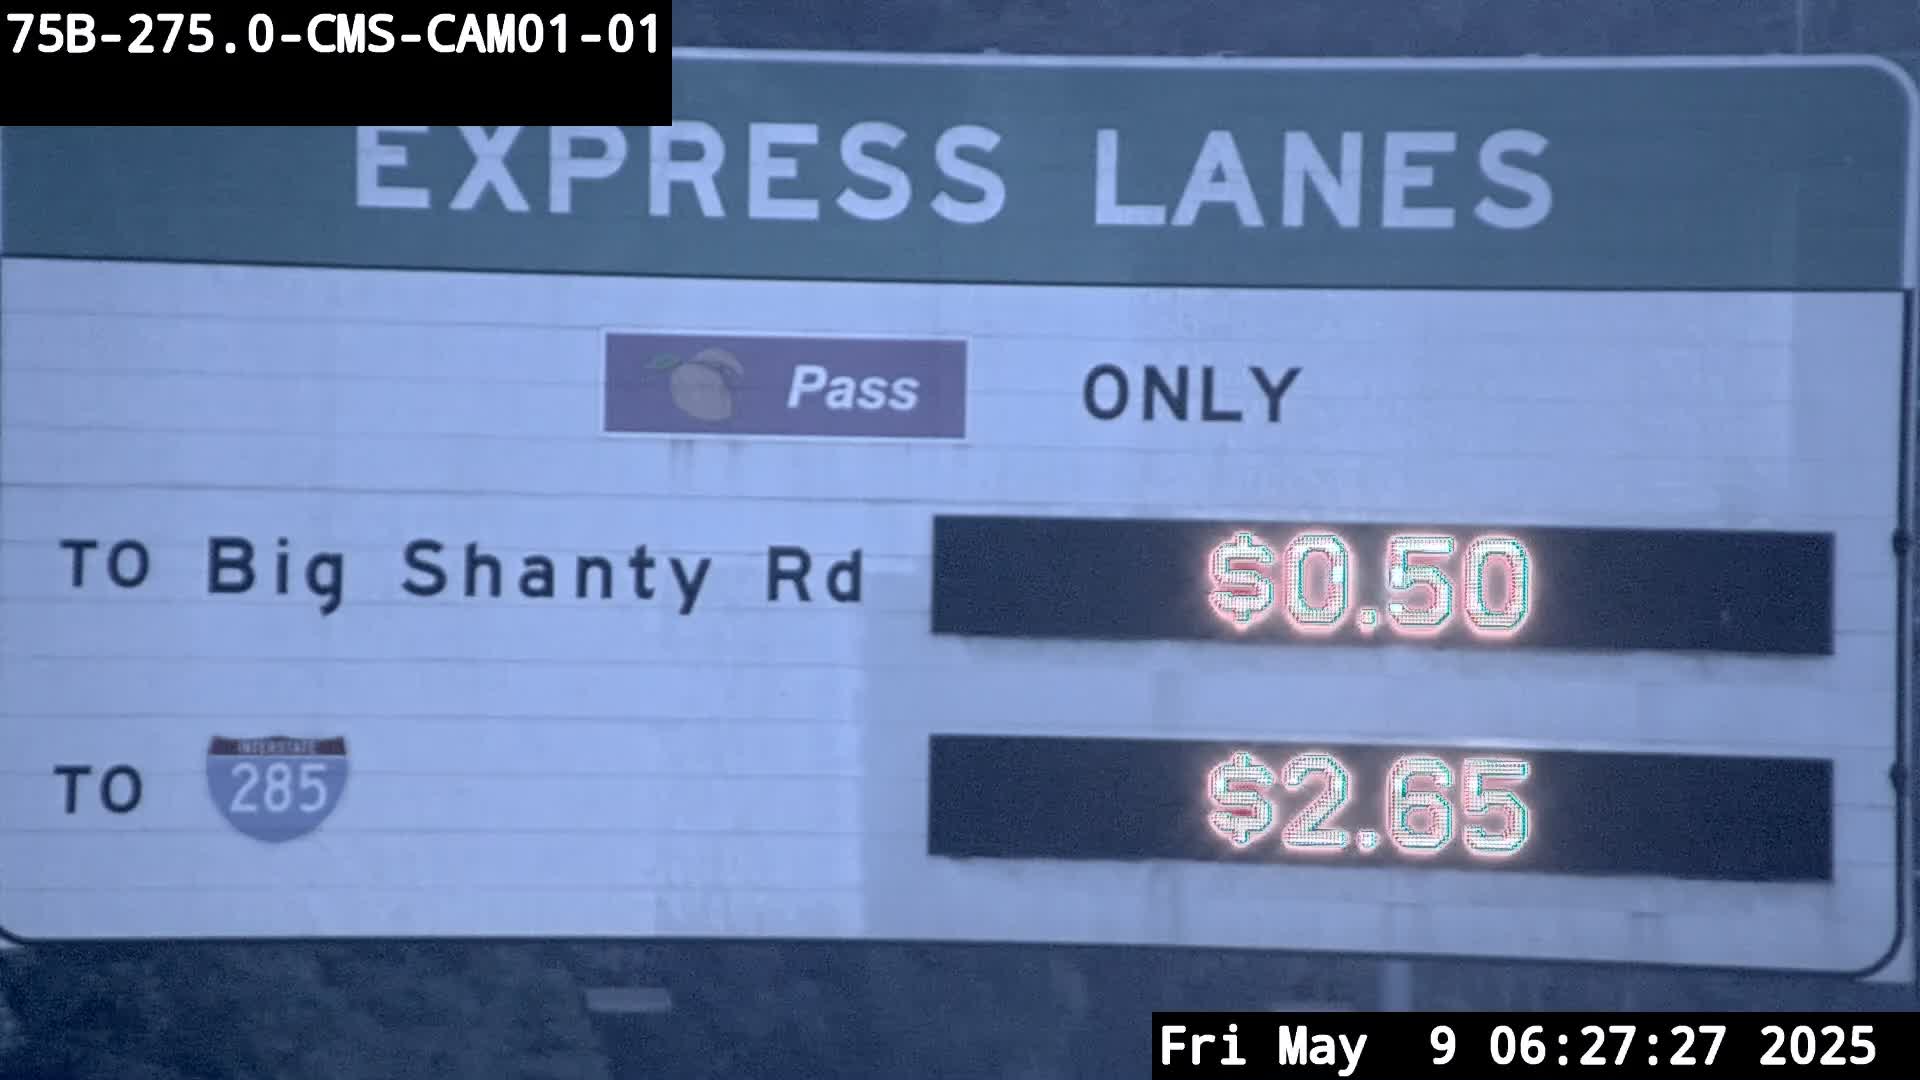 75B-275.0-CMS-CAM01-01
EXPRESS LANES
Pass ONLY
TO Big Shanty Rd $0.50
INTERSTATE
TO 285 $2.65
Fri May 9 06:27:27 2025